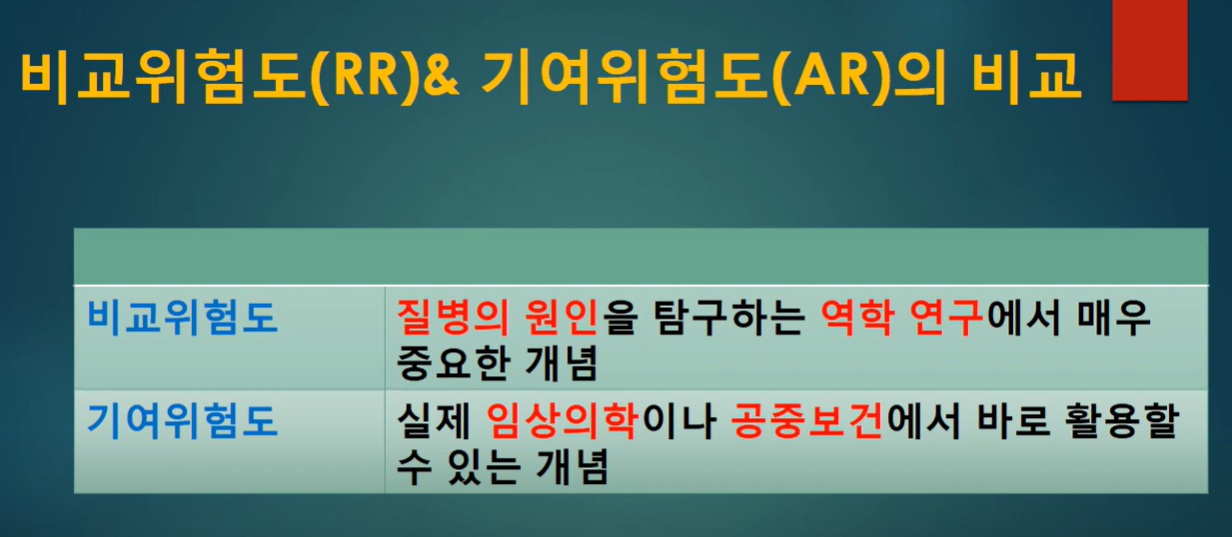 비교위험도(RR)& 기여위험도(AR)의 비교
비교위험도
질병의 원인을 탐구하는 역학 연구에서 매우
중요한 개념
기여위험도
실제 임상의학이나 공중보건에서 바로 활용할
수 있는 개념